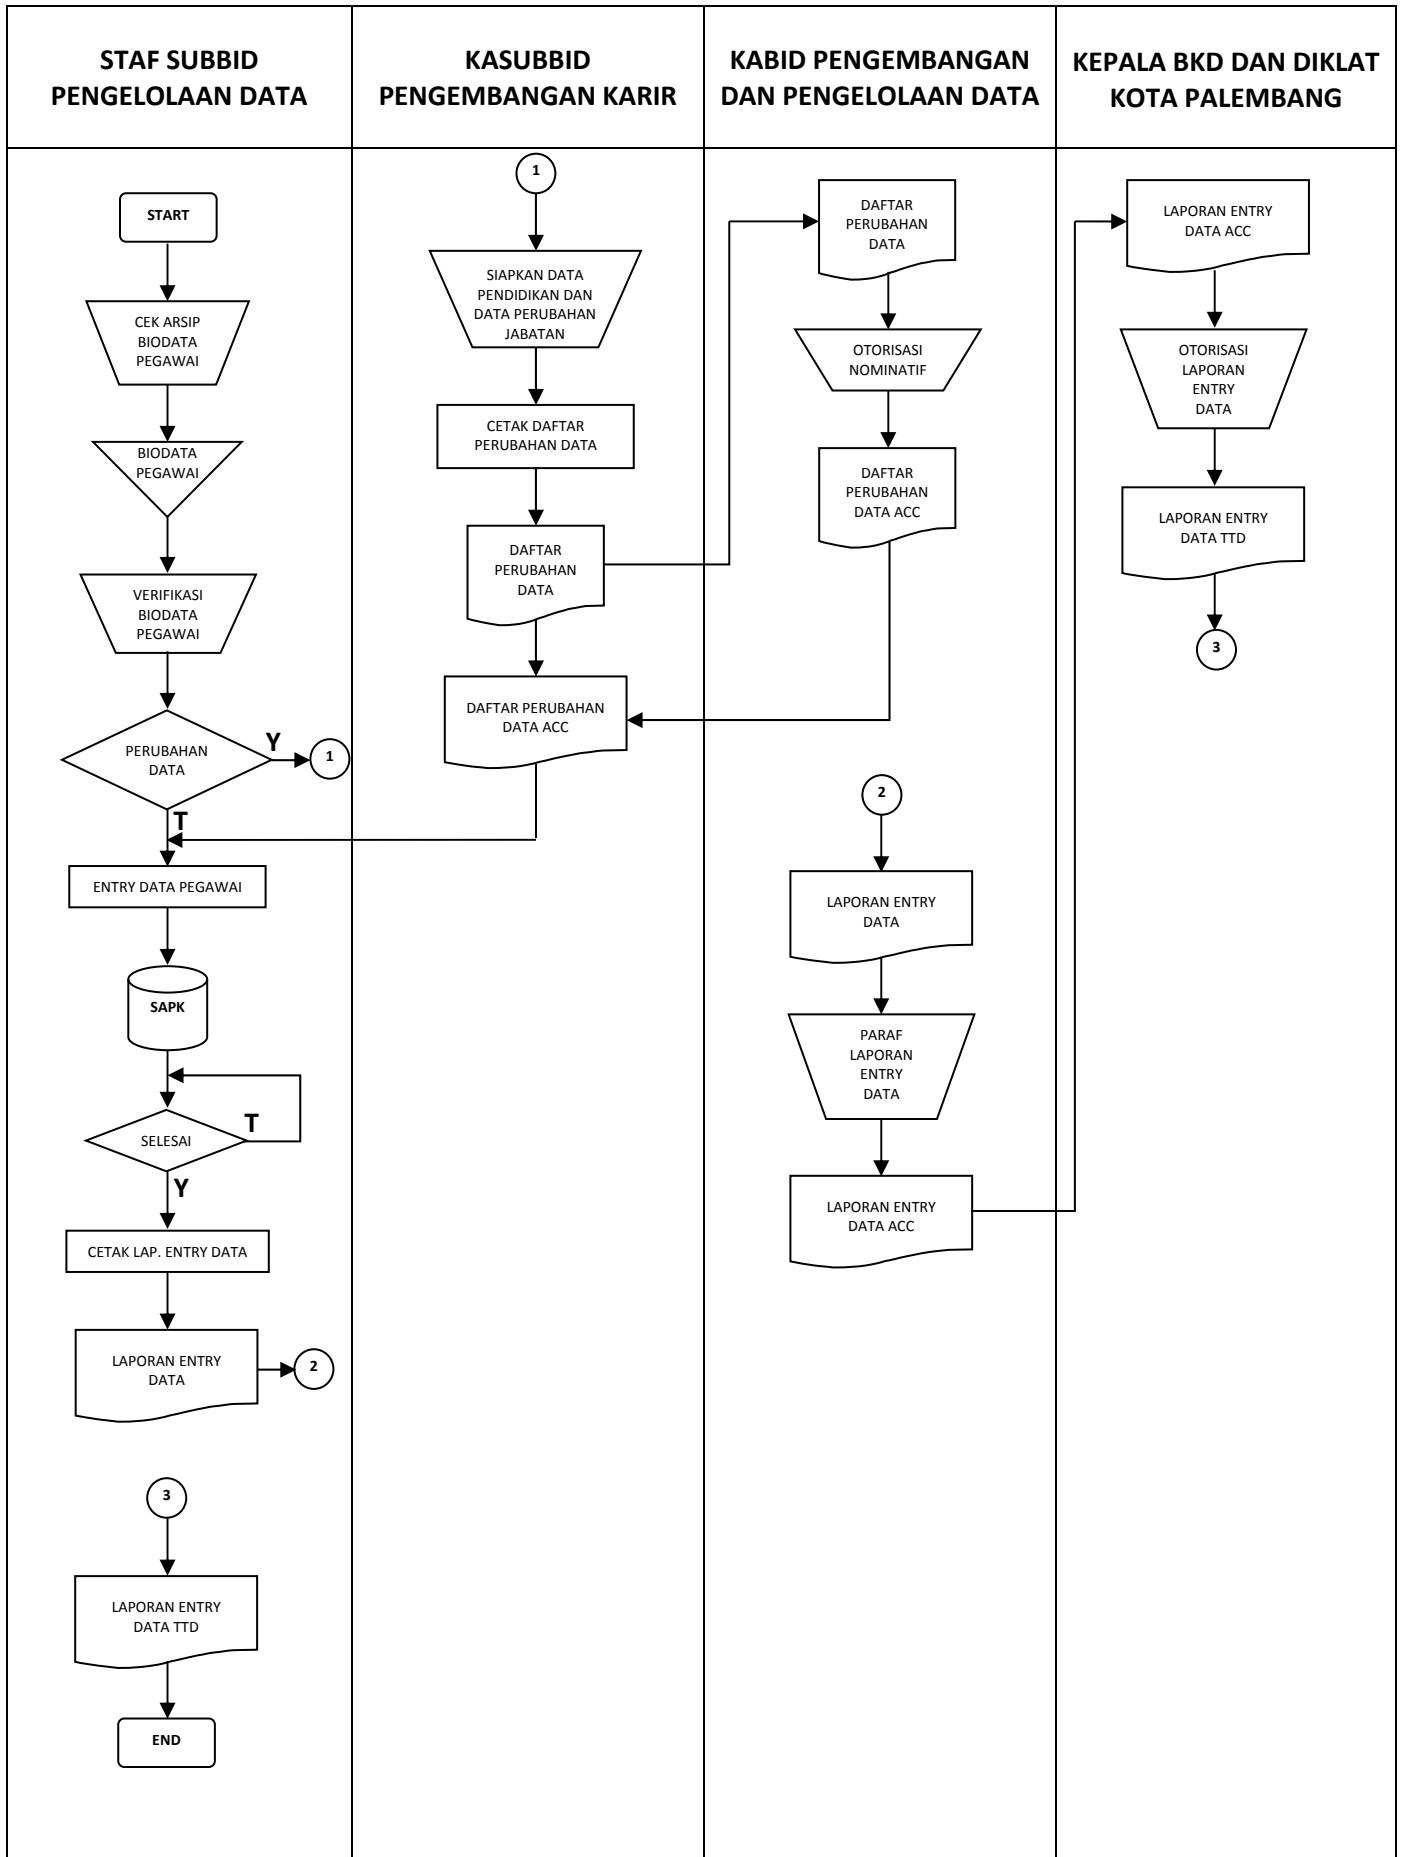 STAF SUBBID
PENGELOLAAN DATA
KASUBBID
PENGEMBANGAN KARIR
KABID PENGEMBANGAN
DAN PENGELOLAAN DATA
KEPALA BKD DAN DIKLAT
KOTA PALEMBANG
START
CEK ARSIP
BIODATA
PEGAWAI
BIODATA
PEGAWAI
VERIFIKASI
BIODATA
PEGAWAI
PERUBAHAN
DATA
Y
1
T
ENTRY DATA PEGAWAI
SAPK
SELESAI
T
Y
CETAK LAP. ENTRY DATA
LAPORAN ENTRY
DATA
2
3
LAPORAN ENTRY
DATA TTD
END
1
SIAPKAN DATA
PENDIDIKAN DAN
DATA PERUBAHAN
JABATAN
CETAK DAFTAR
PERUBAHAN DATA
DAFTAR
PERUBAHAN
DATA
DAFTAR PERUBAHAN
DATA ACC
DAFTAR
PERUBAHAN
DATA
OTORISASI
NOMINATIF
DAFTAR
PERUBAHAN
DATA ACC
2
LAPORAN ENTRY
DATA
PARAF
LAPORAN
ENTRY
DATA
LAPORAN ENTRY
DATA ACC
LAPORAN ENTRY
DATA ACC
OTORISASI
LAPORAN
ENTRY
DATA
LAPORAN ENTRY
DATA TTD
3